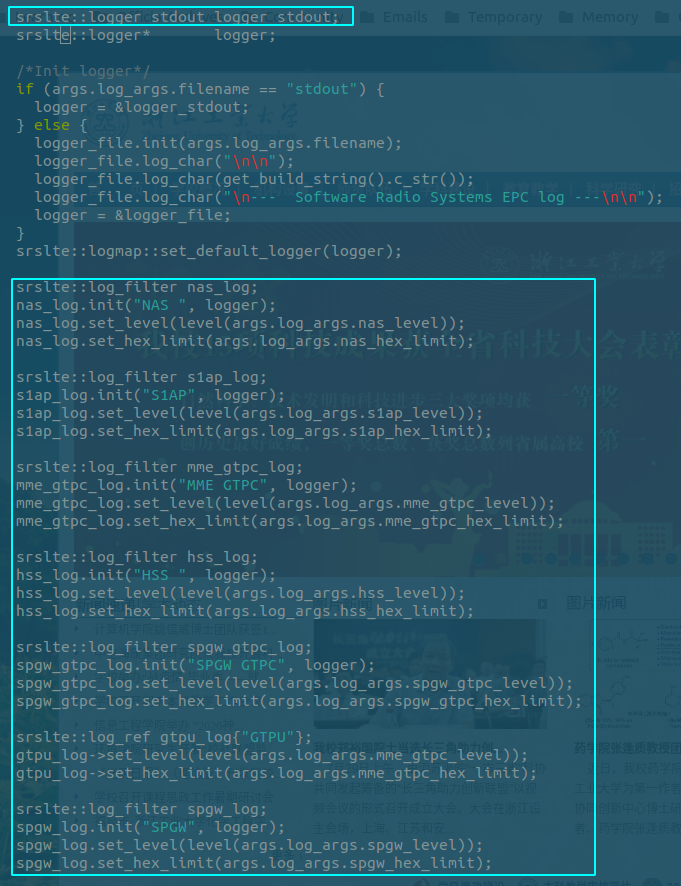 srslte::logger_stdout logger_stdout;
Emails
Temporary
Memory
srslte::logger* logger;
/*Init logger*/
if (args.log_args.filename == "stdout") {
logger = &logger_stdout;
} else {
logger_file.init(args.log_args.filename);
logger_file.log_char("\n\n");
logger_file.log_char(get_build_string().c_str());
logger_file.log_char("\n--- Software Radio Systems EPC log ---\n\n");
logger = &logger_file;
}
srslte::logmap::set_default_logger(logger);
srslte::log_filter nas_log;
nas_log.init("NAS ", logger);
nas_log.set_level(level(args.log_args.nas_level));
nas_log.set_hex_limit(args.log_args.nas_hex_limit);
srslte::log_filter s1ap_log;
s1ap_log.init("S1AP", logger);
s1ap_log.set_level(level(args.log_args.s1ap_level));
s1ap_log.set_hex_limit(args.log_args.s1ap_hex_limit);
srslte::log_filter mme_gtpc_log;
mme_gtpc_log.init("MME GTPC", logger);
mme_gtpc_log.set_level(level(args.log_args.mme_gtpc_level));
mme_gtpc_log.set_hex_limit(args.log_args.mme_gtpc_hex_limit);
srslte::log_filter hss_log;
hss_log.init("HSS ", logger);
hss_log.set_level(level(args.log_args.hss_level));
hss_log.set_hex_limit(args.log_args.hss_hex_limit);
图片新闻
srslte::log_filter spgw_gtpc_log;
spgw_gtpc_log.init("SPGW GTPC", logger);
spgw_gtpc_log.set_level(level(args.log_args.spgw_gtpc_level));
spgw_gtpc_log.set_hex_limit(args.log_args.spgw_gtpc_hex_limit);
srslte::log_ref gtpu_log{"GTPU"};
gtpu_log->set_level(level(args.log_args.mme_gtpc_level));
gtpu_log->set_hex_limit(args.log_args.mme_gtpc_hex_limit);
srslte::log_filter spgw_log;
spgw_log.init("SPGW", logger);
spgw_log.set_level(level(args.log_args.spgw_level));
spgw_log.set_hex_limit(args.log_args.spgw_hex_limit);